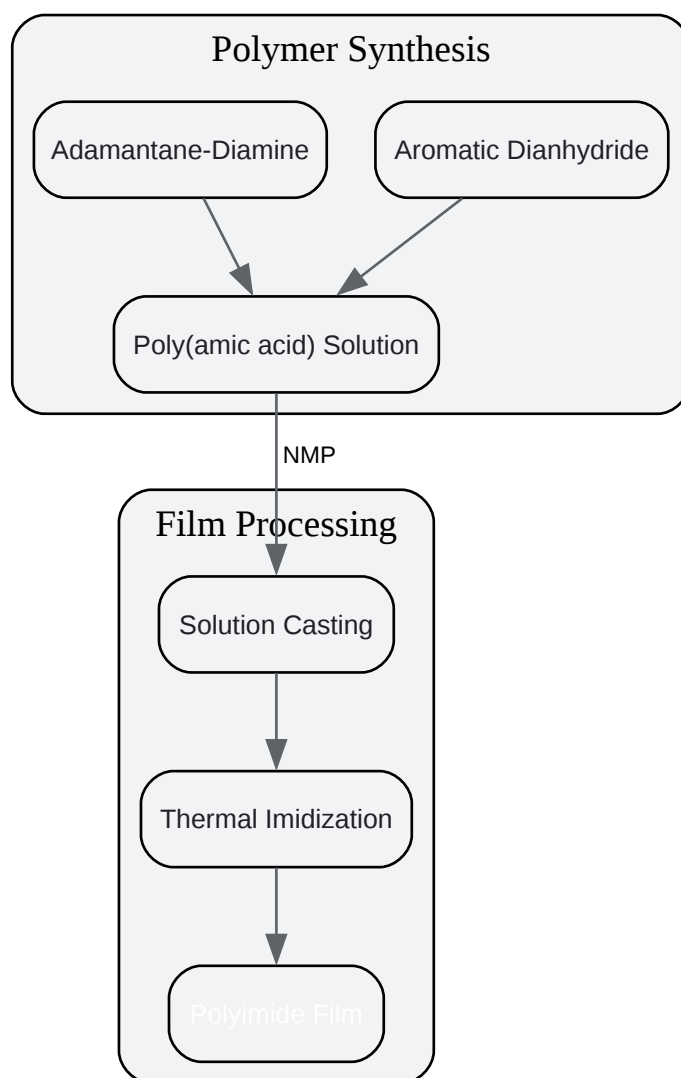 Polymer Synthesis
Adamantane-Diamine
Aromatic Dianhydride
Poly(amic acid) Solution
NMP
Film Processing
Solution Casting
Thermal Imidization
Polyimide Film